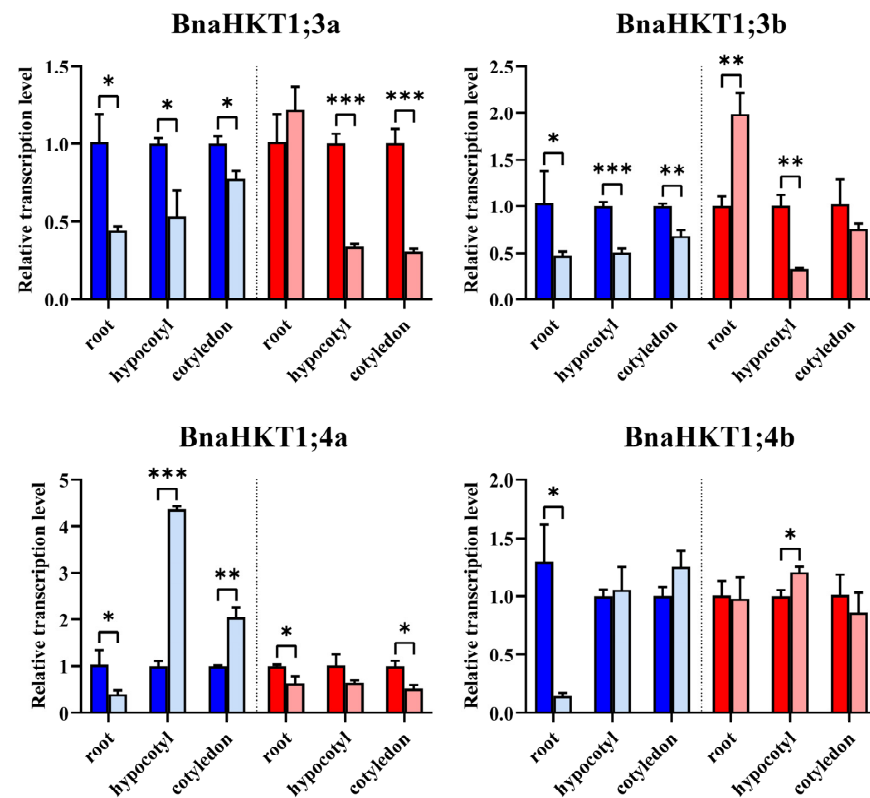 BnaHKT1;3a
Relative transcription level
1.5
1.0
0.5
0.0
*
*
*
***
***
root
hypocotyl
cotyledon
root
hypocotyl
cotyledon
BnaHKT1;3b
Relative transcription level
2.5
2.0
1.5
1.0
0.5
0.0
*
***
**
**
**
root
hypocotyl
cotyledon
root
hypocotyl
cotyledon
BnaHKT1;4a
Relative transcription level
5
4
3
2
1
0
*
***
**
*
*
root
hypocotyl
cotyledon
root
hypocotyl
cotyledon
BnaHKT1;4b
Relative transcription level
2.0
1.5
1.0
0.5
0.0
*
*
root
hypocotyl
cotyledon
root
hypocotyl
cotyledon